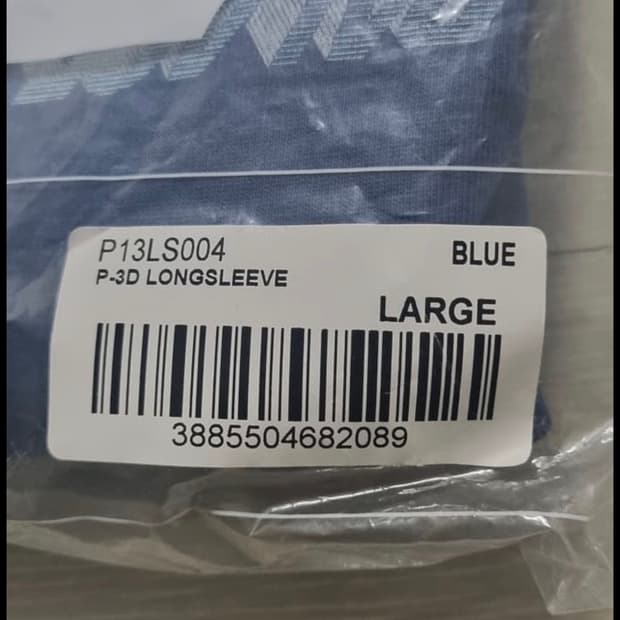 P13LS004
BLUE
P-3D LONGSLEEVE
LARGE
3885504682089